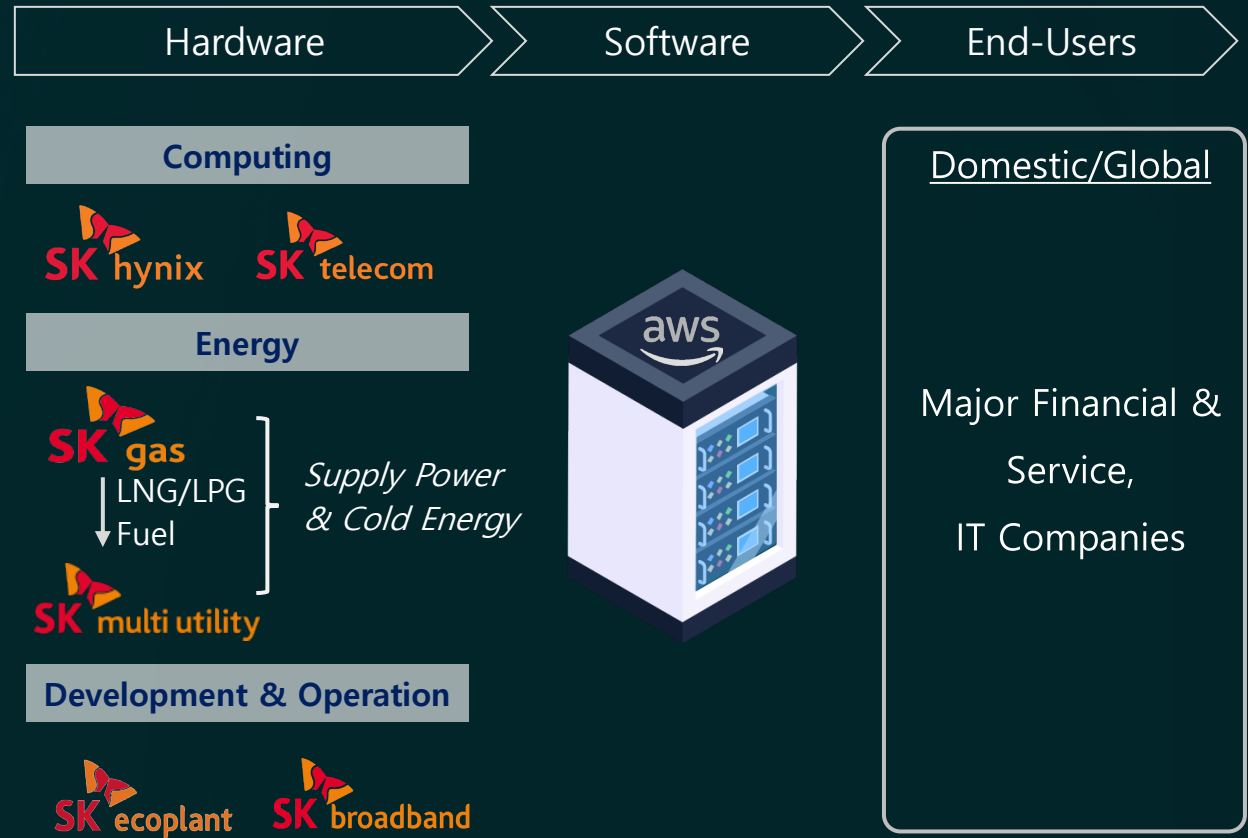 Hardware
Software
End-Users
Computing
SK hynix
SK telecom
Energy
SK gas
LNG/LPG
Fuel
SK multi utility
Supply Power
& Cold Energy
Development & Operation
SK ecoplant
SK broadband
aws
Domestic/Global
Major Financial &
Service,
IT Companies